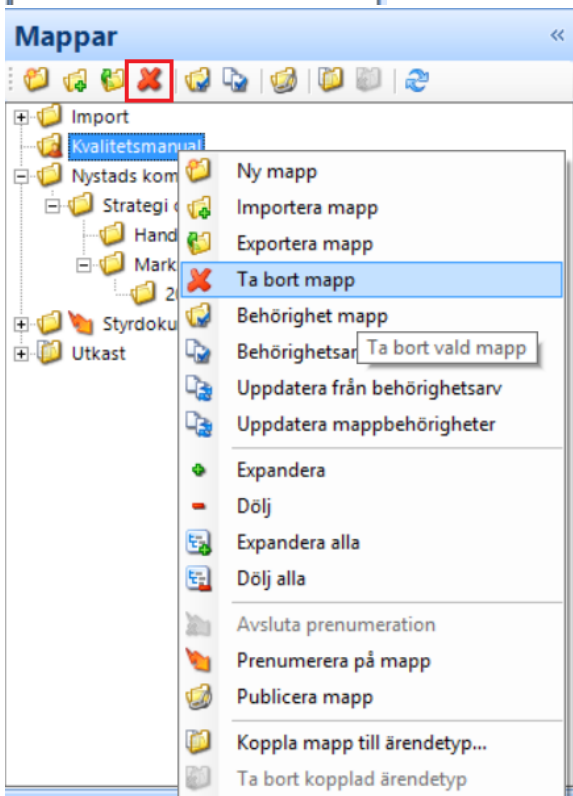 Mappar
Import
Kvalitetsmanual
Nystads kom
Strategi
Hand
Mark
2
Styrdoku
Utkast
Ny mapp
Importera mapp
Exportera mapp
Ta bort mapp
Behörighet mapp
Behörighetsar
Ta bort vald mapp
Uppdatera från behörighetsarv
Uppdatera mappbehörigheter
Expandera
Dölj
Expandera alla
Dölj alla
Avsluta prenumeration
Prenumerera på mapp
Publicera mapp
Koppla mapp till ärendetyp...
Ta bort kopplad ärendetyp